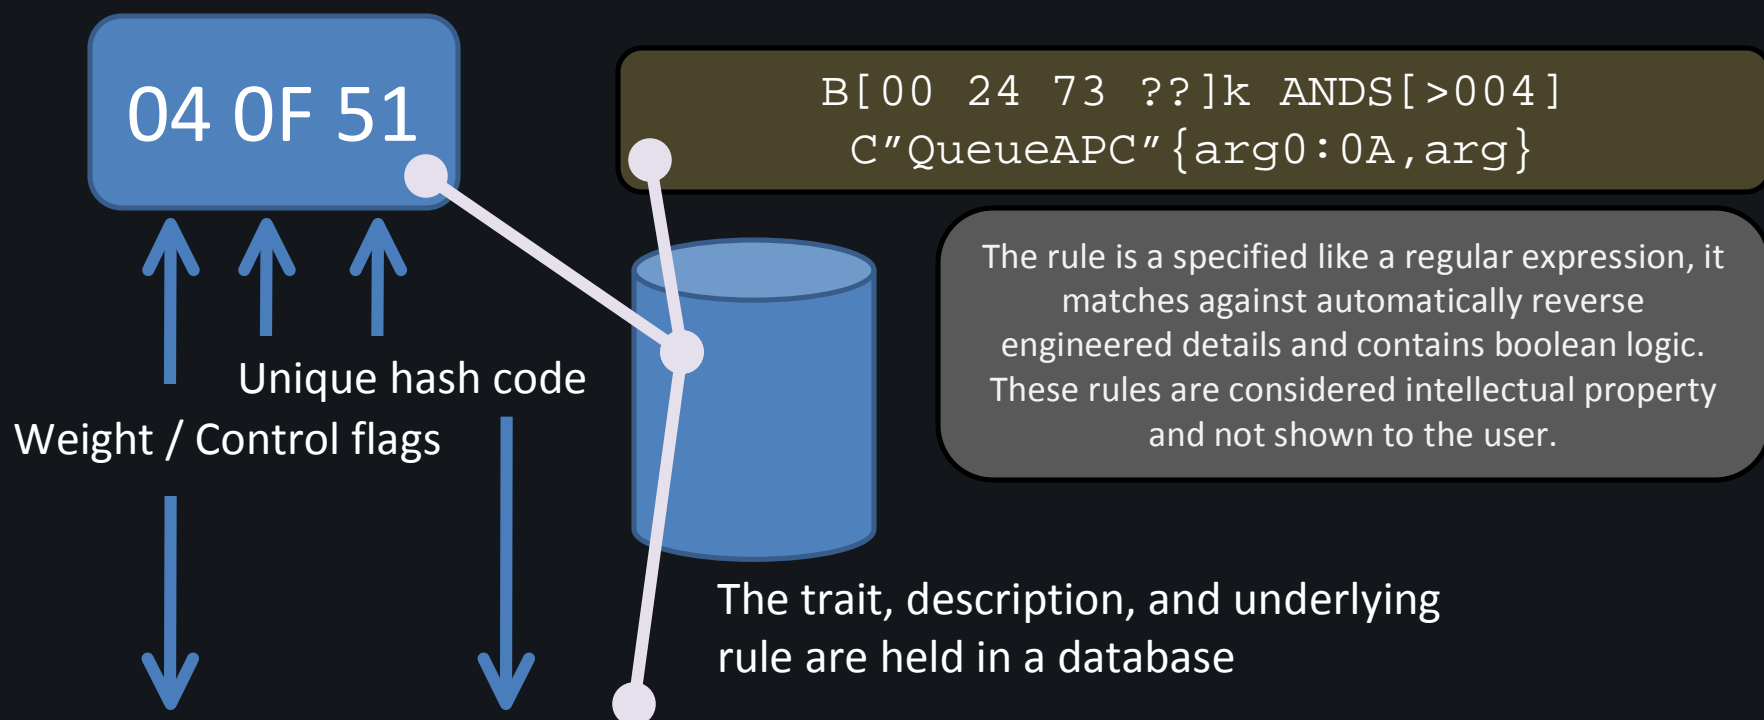 04 0F 51
B[00 24 73 ??]k ANDS[>004]
C"QueueAPC"{arg0:0A,arg}
The rule is a specified like a regular expression, it
matches against automatically reverse
engineered details and contains boolean logic.
These rules are considered intellectual property
and not shown to the user.
Unique hash code
Weight / Control flags
The trait, description, and underlying
rule are held in a database